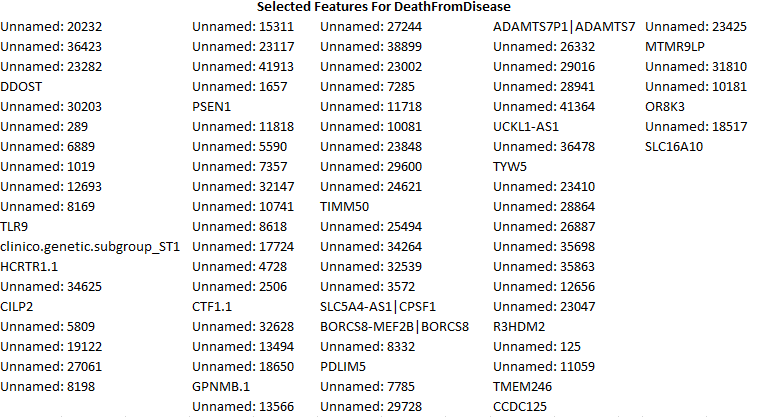 Selected Features For DeathFromDisease
Unnamed: 20232 Unnamed: 15311 Unnamed: 27244 ADAMTS7P1|ADAMTS7 Unnamed: 23425
Unnamed: 36423 Unnamed: 23117 Unnamed: 38899 Unnamed: 26332 MTMR9LP
Unnamed: 23282 Unnamed: 41913 Unnamed: 23002 Unnamed: 29016 Unnamed: 31810
DDOST Unnamed: 1657 Unnamed: 7285 Unnamed: 28941 Unnamed: 10181
Unnamed: 30203 PSEN1 Unnamed: 11718 Unnamed: 41364 OR8K3
Unnamed: 289 Unnamed: 11818 Unnamed: 10081 UCKL1-AS1 Unnamed: 18517
Unnamed: 6889 Unnamed: 5590 Unnamed: 23848 Unnamed: 36478 SLC16A10
Unnamed: 1019 Unnamed: 7357 Unnamed: 29600 TYW5
Unnamed: 12693 Unnamed: 32147 Unnamed: 24621 Unnamed: 23410
Unnamed: 8169 Unnamed: 10741 TIMM50 Unnamed: 28864
TLR9 Unnamed: 8618 Unnamed: 25494 Unnamed: 26887
clinico.genetic.subgroup_ST1 Unnamed: 17724 Unnamed: 34264 Unnamed: 35698
HCRTR1.1 Unnamed: 4728 Unnamed: 32539 Unnamed: 35863
Unnamed: 34625 Unnamed: 2506 Unnamed: 3572 Unnamed: 12656
CILP2 CTF1.1 SLC5A4-AS1|CPSF1 Unnamed: 23047
Unnamed: 5809 Unnamed: 32628 BORCS8-MEF2B|BORCS8 R3HDM2
Unnamed: 19122 Unnamed: 13494 Unnamed: 8332 Unnamed: 125
Unnamed: 27061 Unnamed: 18650 PDLIM5 Unnamed: 11059
Unnamed: 8198 GPNMB.1 Unnamed: 7785 TMEM246
Unnamed: 13566 Unnamed: 29728 CCDC125